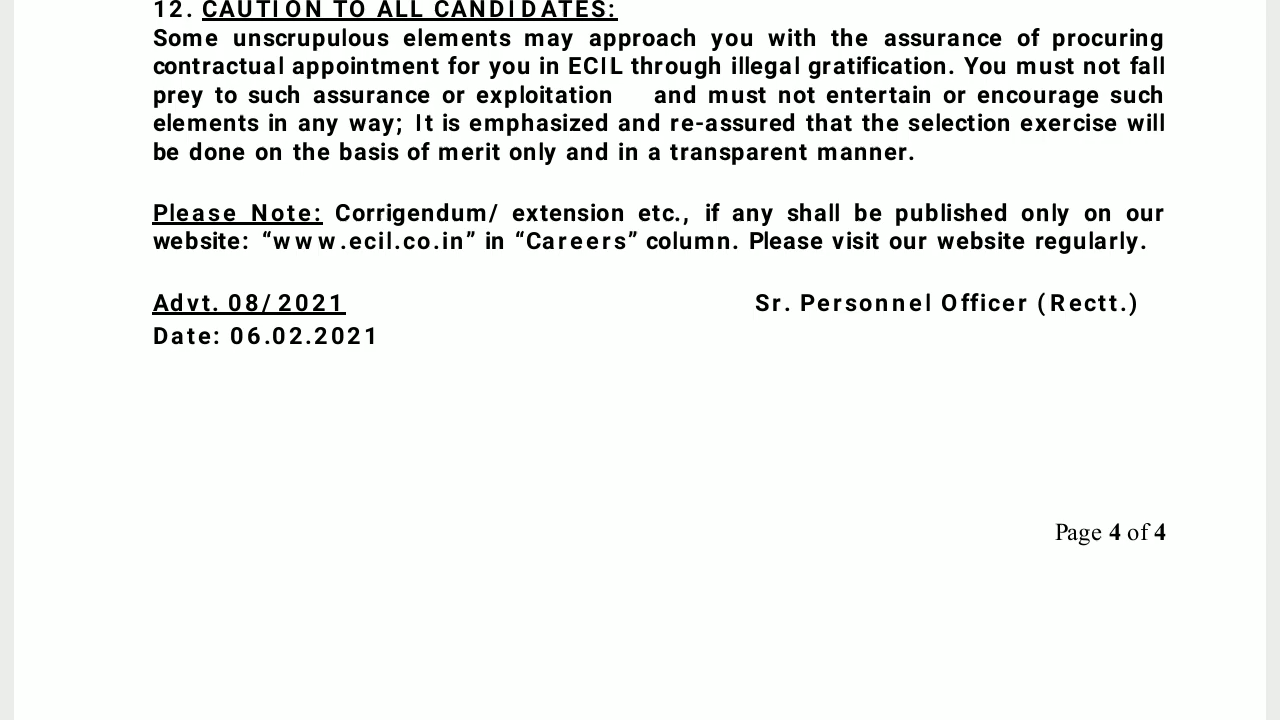 12. CAUTION TO ALL CANDIDATES:
Some unscrupulous elements may approach you with the assurance of procuring
contractual appointment for you in ECIL through illegal gratification. You must not fall
prey to such assurance or exploitation and must not entertain or encourage such
elements in any way; It is emphasized and re-assured that the selection exercise will
be done on the basis of merit only and in a transparent manner.
Please Note: Corrigendum/ extension etc., if any shall be published only on our
website: “www.ecil.co.in” in “Careers” column. Please visit our website regularly.
Advt. 08/2021 Sr. Personnel Officer (Rectt.)
Date: 06.02.2021
Page 4 of 4